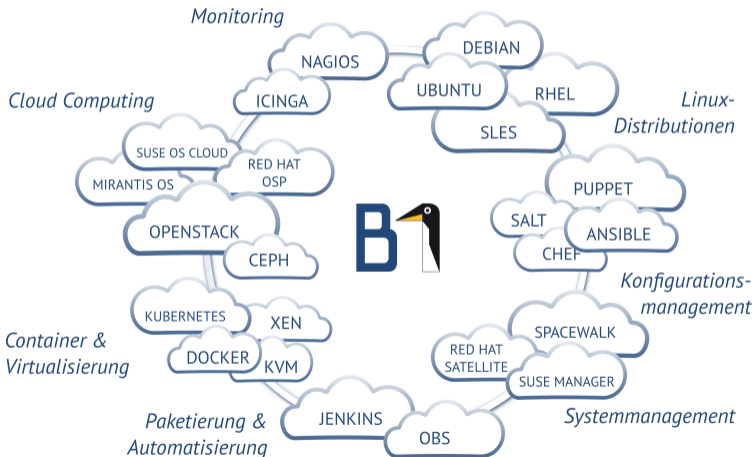 Monitoring
NAGIOS
ICINGA
DEBIAN
UBUNTU
RHEL
SLES
Linux-
Distributionen
Cloud Computing
SUSE OS CLOUD
MIRANTIS OS
RED HAT
OSP
OPENSTACK
CEPH
B1
PUPPET
SALT
ANSIBLE
CHEF
Konfigurations-
management
KUBERNETES
XEN
DOCKER
KVM
Container &
Virtualisierung
SPACEWALK
RED HAT
SATELLITE
SUSE MANAGER
Systemmanagement
JENKINS
OBS
Paketierung &
Automatisierung